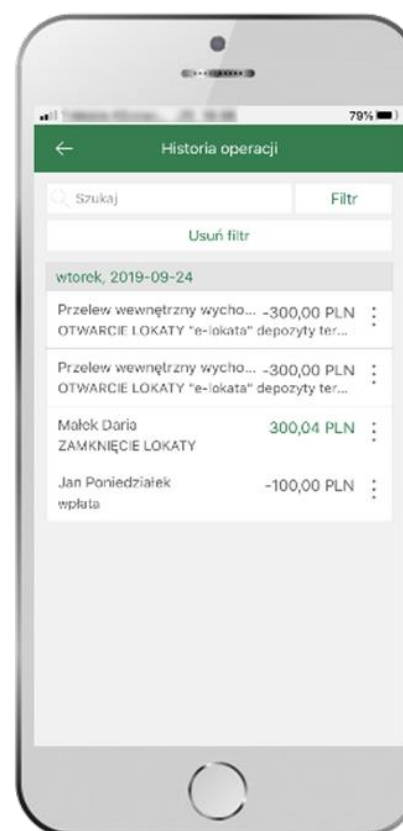 79%
Historia operacji
Szukaj Filtr
Usuń filtr
wtorek, 2019-09-24
Przelew wewnętrzny wycho... -300,00 PLN
OTWARCIE LOKATY "e-lokata" depozyty ter...
Przelew wewnętrzny wycho... -300,00 PLN
OTWARCIE LOKATY "e-lokata" depozyty ter...
Małek Daria 300,04 PLN
ZAMKNIĘCIE LOKATY
Jan Poniedziałek -100,00 PLN
wpłata